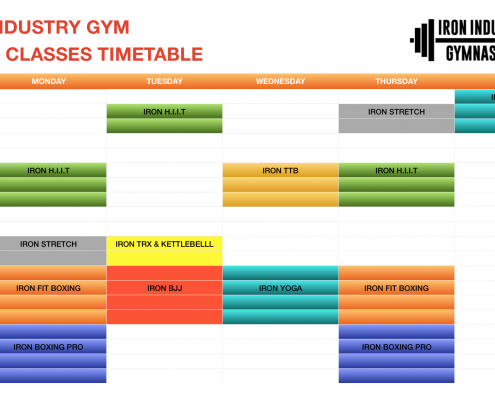 INDUSTRY GYM
CLASSES TIMETABLE
IRON INDU
GYMNAS
MONDAY TUESDAY WEDNESDAY THURSDAY
IRON H.I.I.T IRON STRETCH
IRON H.I.I.T IRON TTB IRON H.I.I.T
IRON STRETCH IRON TRX & KETTLEBELLL
IRON FIT BOXING IRON BJJ IRON YOGA IRON FIT BOXING
IRON BOXING PRO IRON BOXING PRO